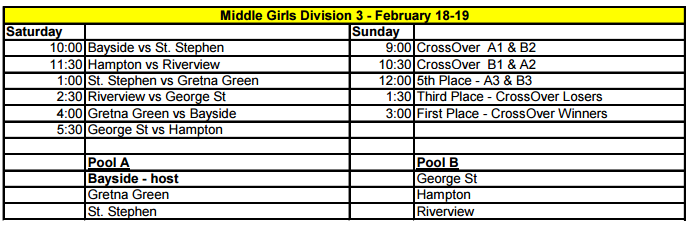 Middle Girls Division 3 - February 18-19
Saturday Sunday
10:00 Bayside vs St. Stephen 9:00 CrossOver A1 & B2
11:30 Hampton vs Riverview 10:30 CrossOver B1 & A2
1:00 St. Stephen vs Gretna Green 12:00 5th Place - A3 & B3
2:30 Riverview vs George St 1:30 Third Place - CrossOver Losers
4:00 Gretna Green vs Bayside 3:00 First Place - CrossOver Winners
5:30 George St vs Hampton
Pool A Pool B
Bayside - host George St
Gretna Green Hampton
St. Stephen Riverview